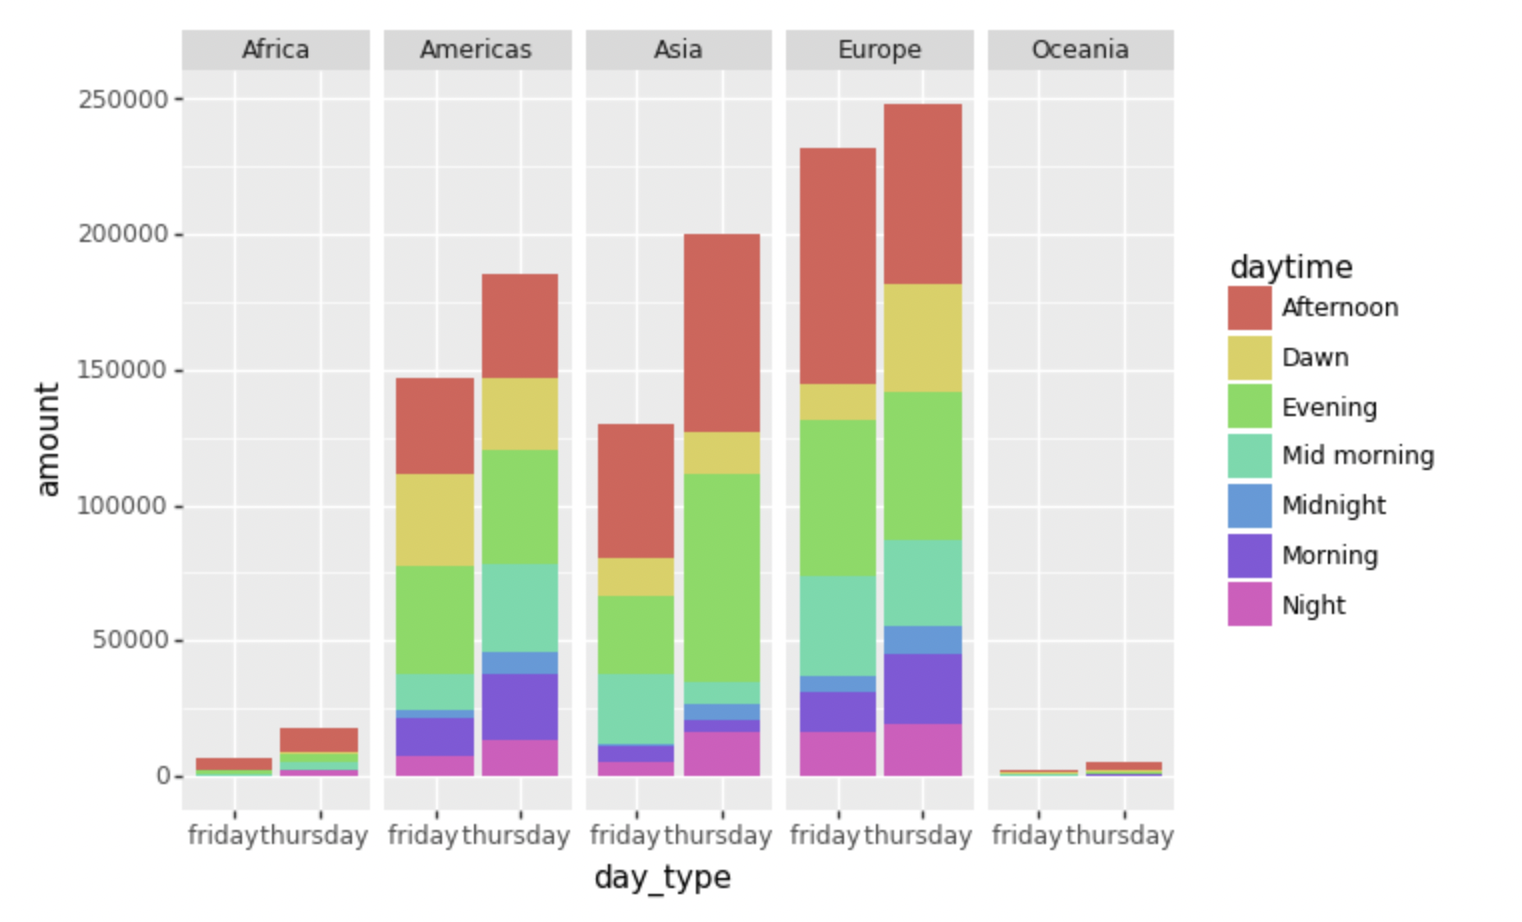 Africa Americas Asia Europe Oceania
250000
200000
150000
100000
50000
0
amount
friday thursday friday thursday friday thursday friday thursday friday thursday
day_type
daytime
Afternoon
Dawn
Evening
Mid morning
Midnight
Morning
Night